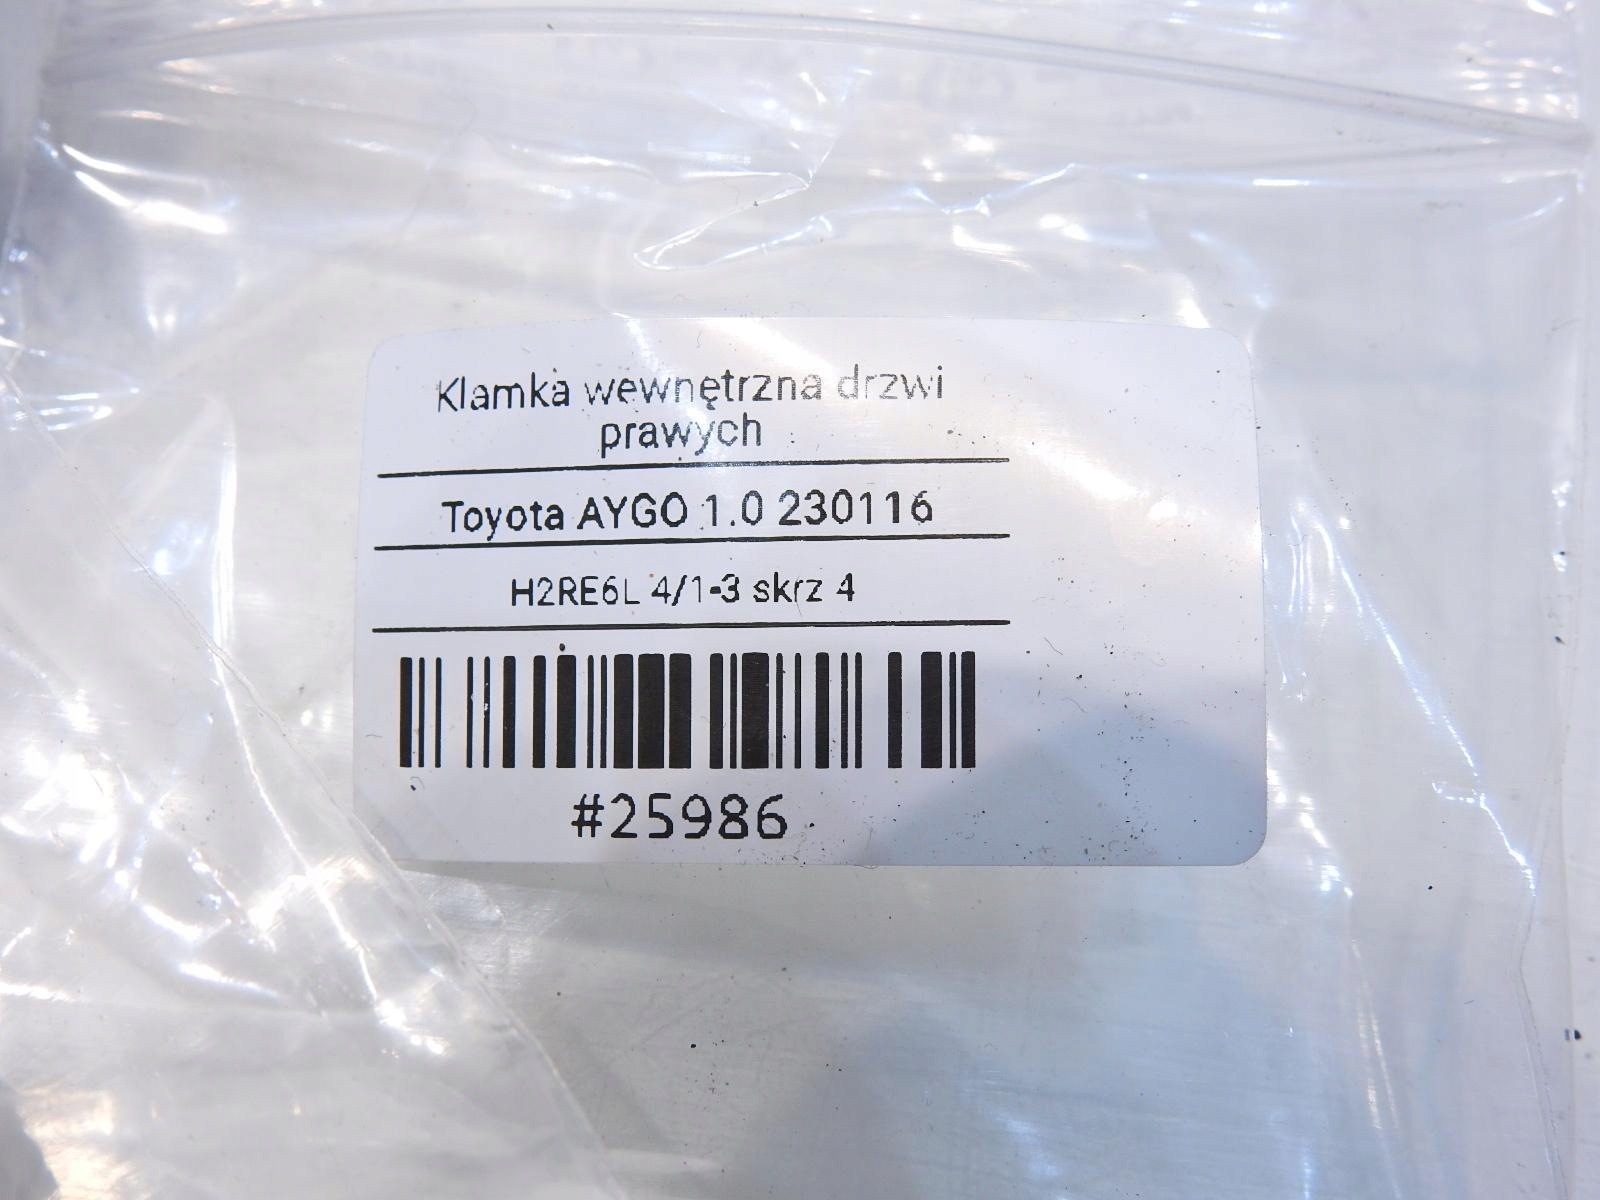 Klamka wewnętrzna drzwi
prawych
Toyota AYGO 1.0 230116
H2RE6L 4/1-3 skrz 4
#25986